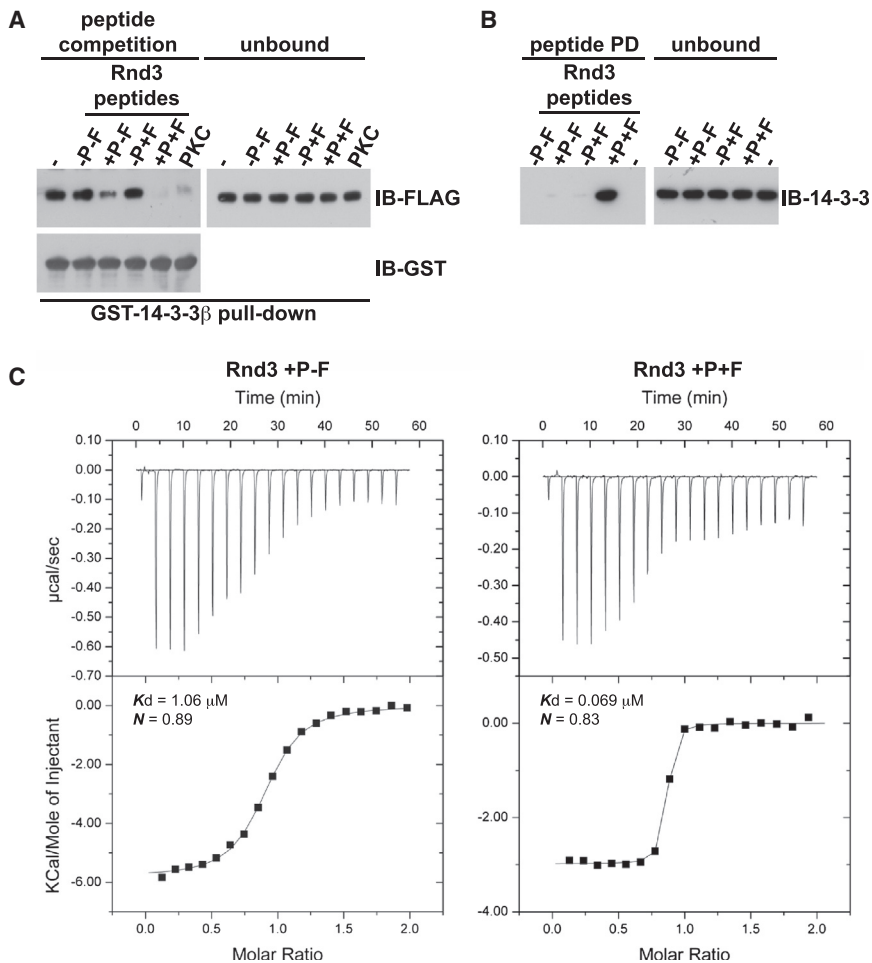 A
peptide
competition
unbound
Rnd3
peptides
- -P-F +P-F -P+F +P+F PKC
- -P-F +P-F -P+F +P+F PKC
IB-FLAG
IB-GST
GST-14-3-3β pull-down
B
peptide PD
unbound
Rnd3
peptides
-P-F +P-F -P+F +P+F -
-P-F +P-F -P+F +P+F -
IB-14-3-3
C
Rnd3 +P-F
Time (min)
0 10 20 30 40 50 60
0.10
0.00
-0.10
-0.20
-0.30
-0.40
-0.50
-0.60
-0.70
µcal/sec
Kd = 1.06 µM
N = 0.89
0.00
-2.00
-4.00
-6.00
KCal/Mole of Injectant
0.0 0.5 1.0 1.5 2.0
Molar Ratio
Rnd3 +P+F
Time (min)
0 10 20 30 40 50 60
0.10
0.00
-0.10
-0.20
-0.30
-0.40
-0.50
Kd = 0.069 µM
N = 0.83
0.00
-2.00
-4.00
0.0 0.5 1.0 1.5 2.0
Molar Ratio